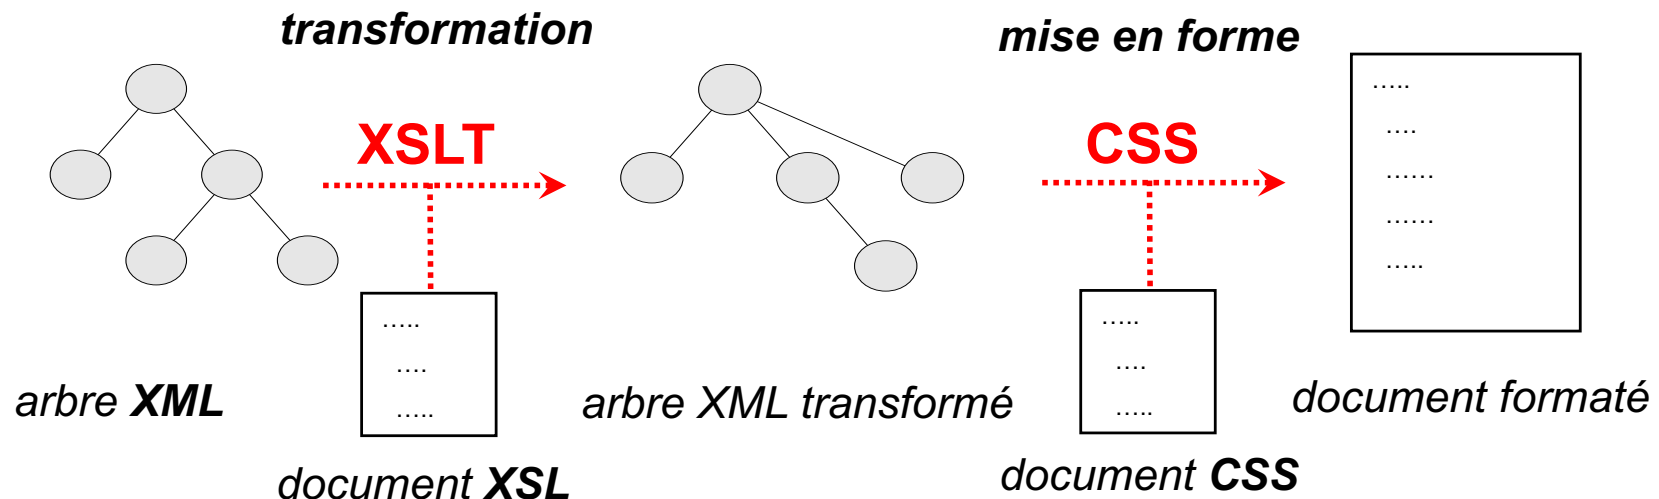 transformation
mise en forme
XSLT
CSS
…..
….
……
……
…..
…..
….
…..
…..
….
…..
arbre XML
arbre XML transformé
document formaté
document XSL
document CSS